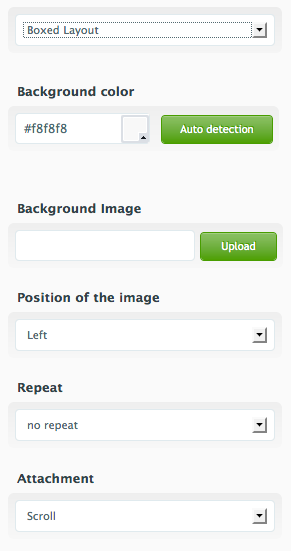 Boxed Layout
Background color
#f8f8f8 Auto detection
Background Image
Upload
Position of the image
Left
Repeat
no repeat
Attachment
Scroll